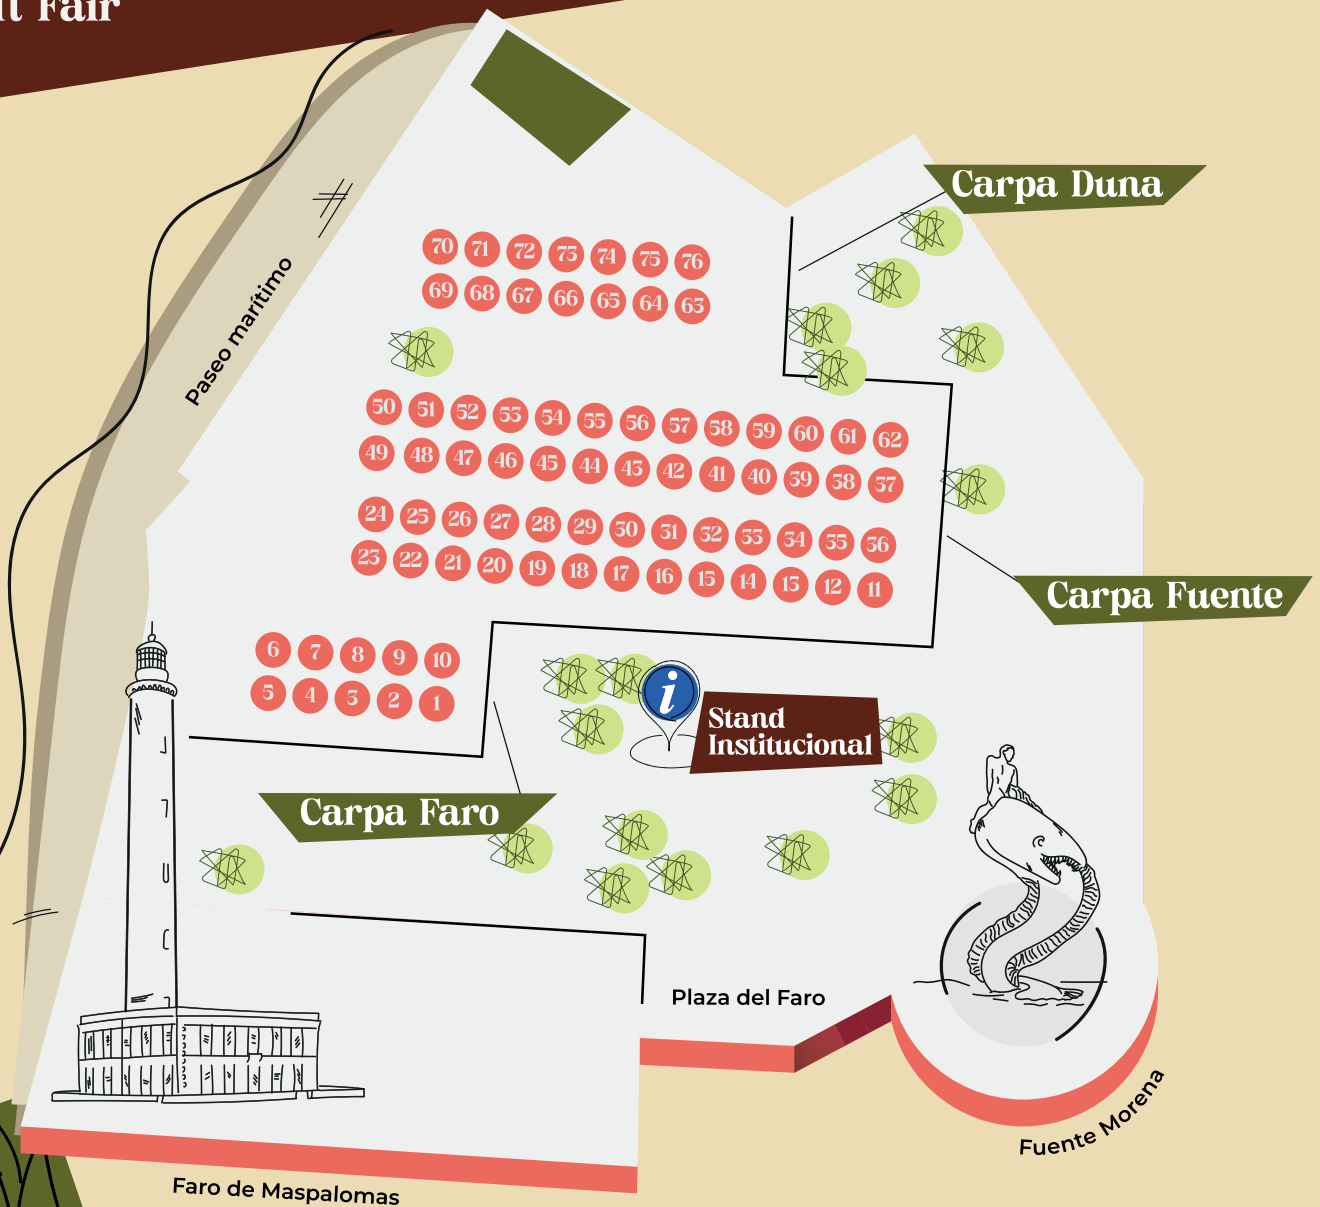 Fair
Carpa Duna
70 71 72 73 74 75 76
69 68 67 66 65 64 63
Paseo marítimo
50 51 52 53 54 55 56 57 58 59 60 61 62
49 48 47 46 45 44 43 42 41 40 39 38 37
24 25 26 27 28 29 30 31 32 33 34 35 36
23 22 21 20 19 18 17 16 15 14 13 12 11
Carpa Fuente
6 7 8 9 10
5 4 3 2 1
i
Stand
Institucional
Carpa Faro
Plaza del Faro
Fuente Morena
Faro de Maspalomas